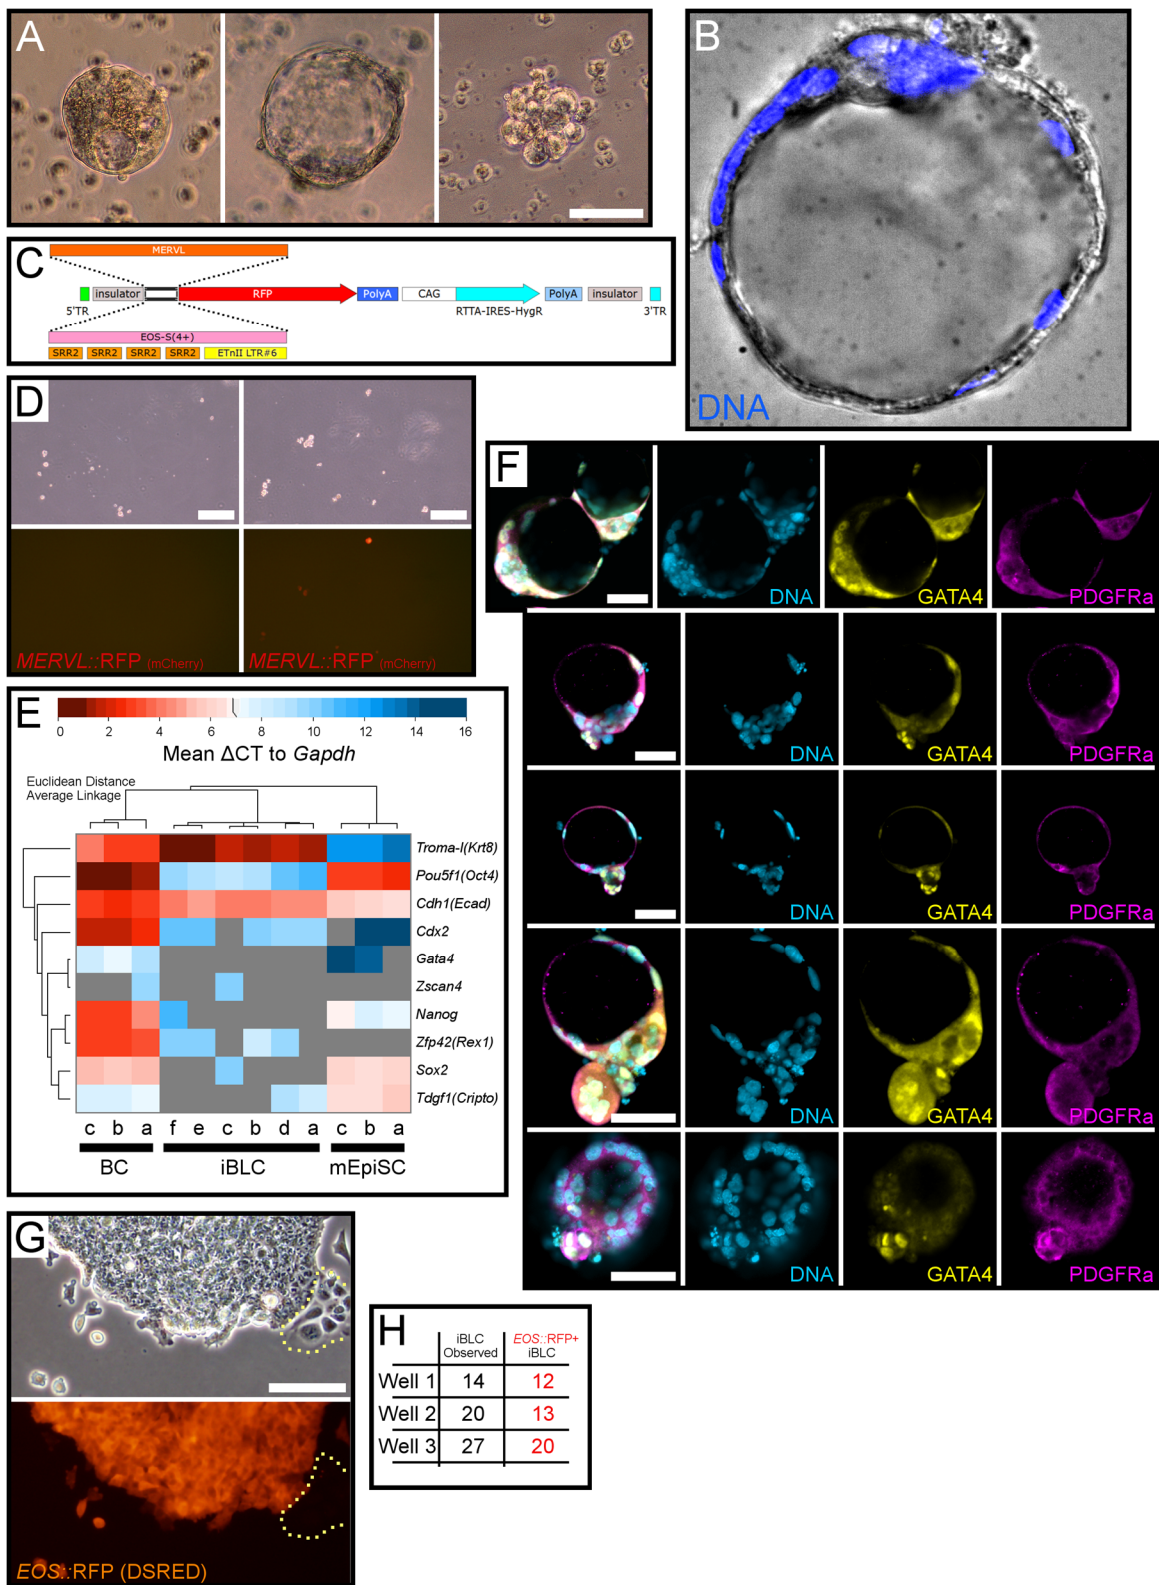 A
B
DNA
C
MERVL
insulator
RFP
PolyA
CAG
PolyA
insulator
5'TR
RTTA-IRES-HygR
3'TR
EOS-S(4+)
SRR2 SRR2 SRR2 SRR2 ETnII LTR#6
D
MERVL::RFP (mCherry)
MERVL::RFP (mCherry)
E
0 2 4 6 8 10 12 14 16
Mean ΔCT to Gapdh
Euclidean Distance
Average Linkage
Troma-I(Krt8)
Pou5f1(Oct4)
Cdh1(Ecad)
Cdx2
Gata4
Zscan4
Nanog
Zfp42(Rex1)
Sox2
Tdgf1(Cripto)
c b a f e c b d a c b a
BC iBLC mEpiSC
F
DNA GATA4 PDGFRa
DNA GATA4 PDGFRa
DNA GATA4 PDGFRa
DNA GATA4 PDGFRa
DNA GATA4 PDGFRa
G
EOS::RFP (DSRED)
H
iBLC Observed EOS::RFP+ iBLC
Well 1 14 12
Well 2 20 13
Well 3 27 20